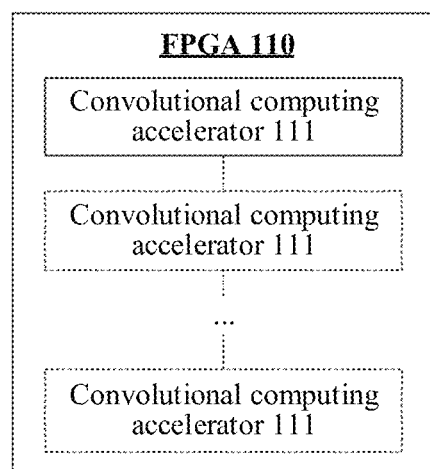 FPGA 110
Convolutional computing
accelerator 111
Convolutional computing
accelerator 111
...
Convolutional computing
accelerator 111